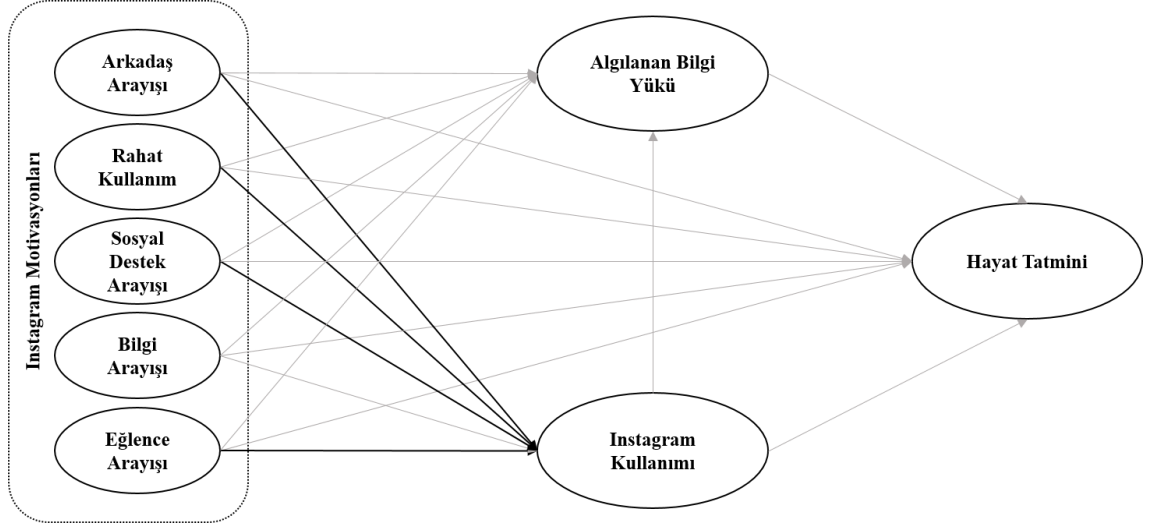 Instagram Motivasyonları
Arkadaş
Arayışı
Rahat
Kullanım
Sosyal
Destek
Arayışı
Bilgi
Arayışı
Eğlence
Arayışı
Algılanan Bilgi
Yükü
Instagram
Kullanımı
Hayat Tatmini